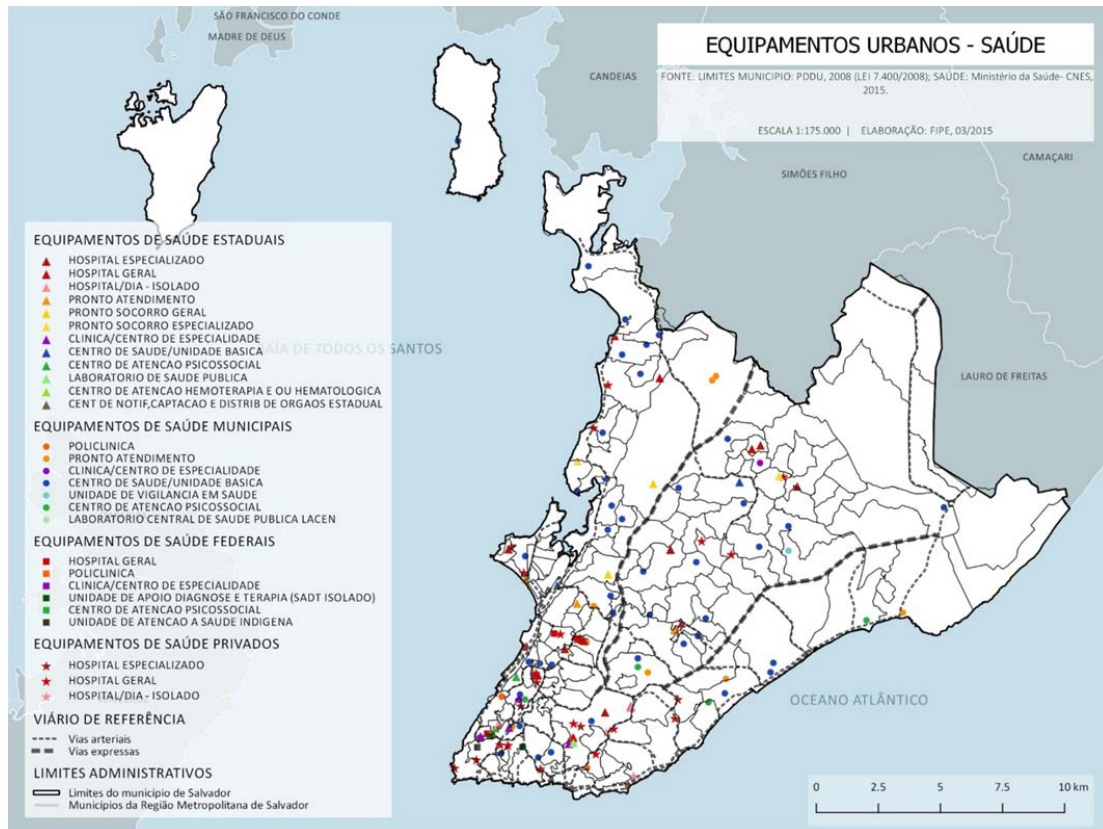 SÃO FRANCISCO DO CONDE
MADRE DE DEUS
CANDEIAS
EQUIPAMENTOS URBANOS - SAÚDE
FONTE: LIMITES MUNICIPIO: PDDU, 2008 (LEI 7.400/2008); SAÚDE: Ministério da Saúde- CNES,
2015.
ESCALA 1:175.000 | ELABORAÇÃO: FIPE, 03/2015
CAMAÇARI
SIMÕES FILHO
LAURO DE FREITAS
EQUIPAMENTOS DE SAÚDE ESTADUAIS
HOSPITAL ESPECIALIZADO
HOSPITAL GERAL
HOSPITAL/DIA - ISOLADO
PRONTO ATENDIMENTO
PRONTO SOCORRO GERAL
PRONTO SOCORRO ESPECIALIZADO
CLINICA/CENTRO DE ESPECIALIDADE
CENTRO DE SAUDE/UNIDADE BASICA
BAÍA DE TODOS OS SANTOS
CENTRO DE ATENCAO PSICOSSOCIAL
LABORATORIO DE SAUDE PUBLICA
CENTRO DE ATENCAO HEMOTERAPIA E OU HEMATOLOGICA
CENT DE NOTIF,CAPTACAO E DISTRIB DE ORGAOS ESTADUAL
EQUIPAMENTOS DE SAÚDE MUNICIPAIS
POLICLINICA
PRONTO ATENDIMENTO
CLINICA/CENTRO DE ESPECIALIDADE
CENTRO DE SAUDE/UNIDADE BASICA
UNIDADE DE VIGILANCIA EM SAUDE
CENTRO DE ATENCAO PSICOSSOCIAL
LABORATORIO CENTRAL DE SAUDE PUBLICA LACEN
EQUIPAMENTOS DE SAÚDE FEDERAIS
HOSPITAL GERAL
POLICLINICA
CLINICA/CENTRO DE ESPECIALIDADE
UNIDADE DE APOIO DIAGNOSE E TERAPIA (SADT ISOLADO)
CENTRO DE ATENCAO PSICOSSOCIAL
UNIDADE DE ATENCAO A SAUDE INDIGENA
EQUIPAMENTOS DE SAÚDE PRIVADOS
HOSPITAL ESPECIALIZADO
HOSPITAL GERAL
HOSPITAL/DIA - ISOLADO
VIÁRIO DE REFERÊNCIA
Vias arteriais
Vias expressas
LIMITES ADMINISTRATIVOS
Limites do município de Salvador
Municípios da Região Metropolitana de Salvador
OCEANO ATLÂNTICO
0 2.5 5 7.5 10 km